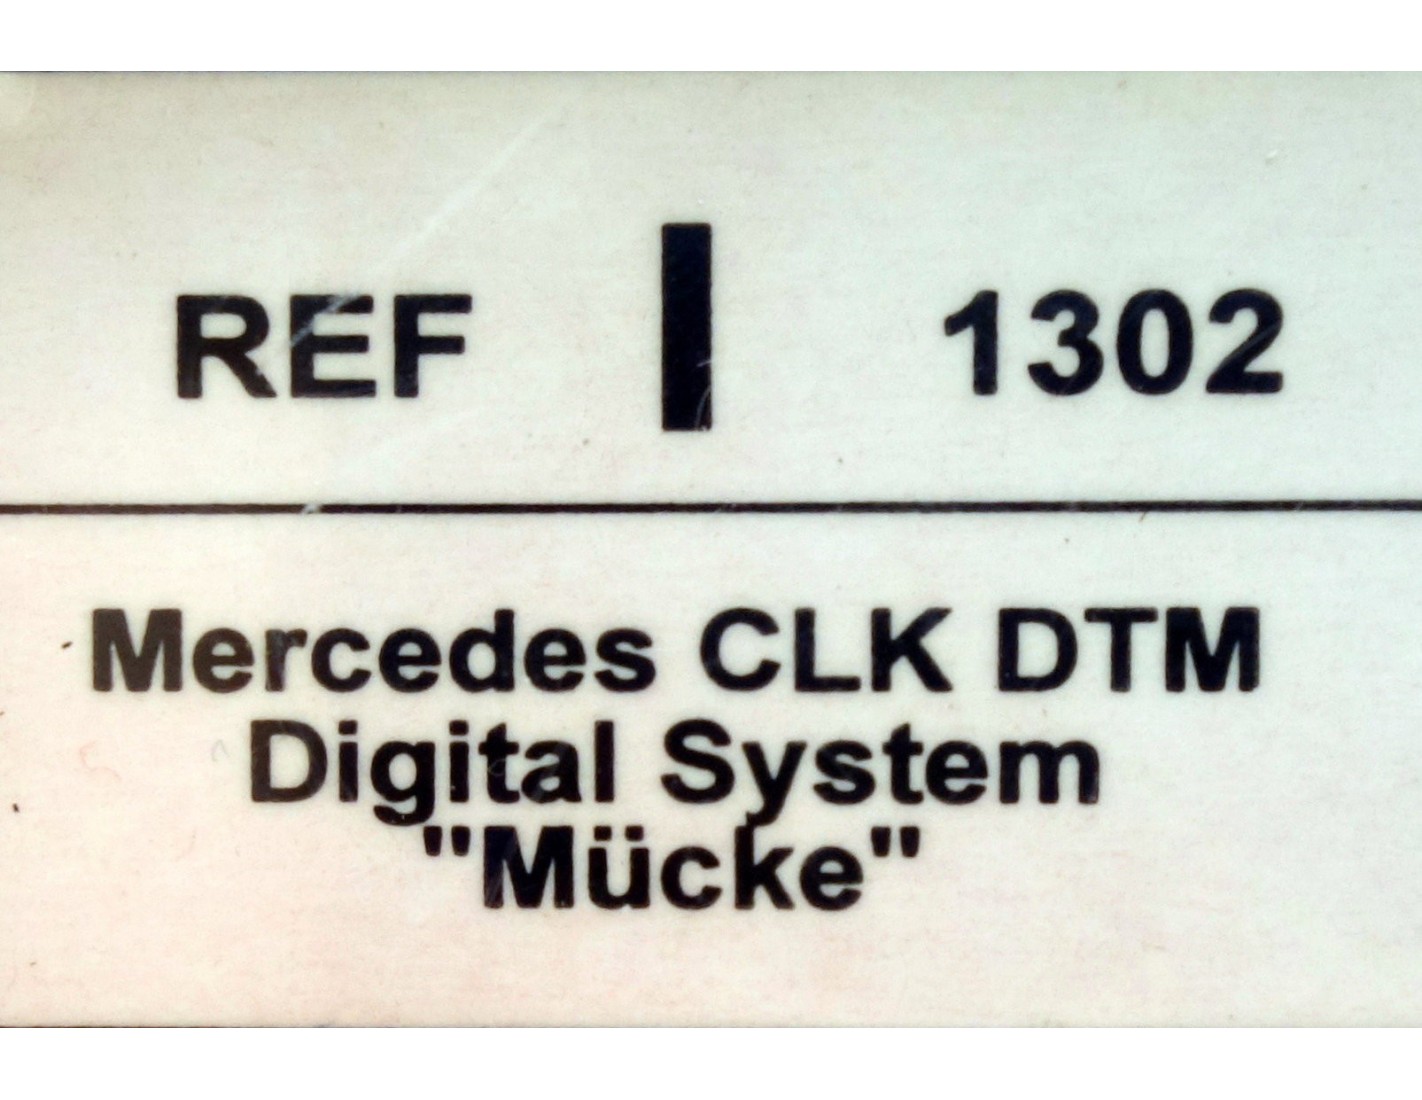 REF | 1302
Mercedes CLK DTM
Digital System
"Mücke"